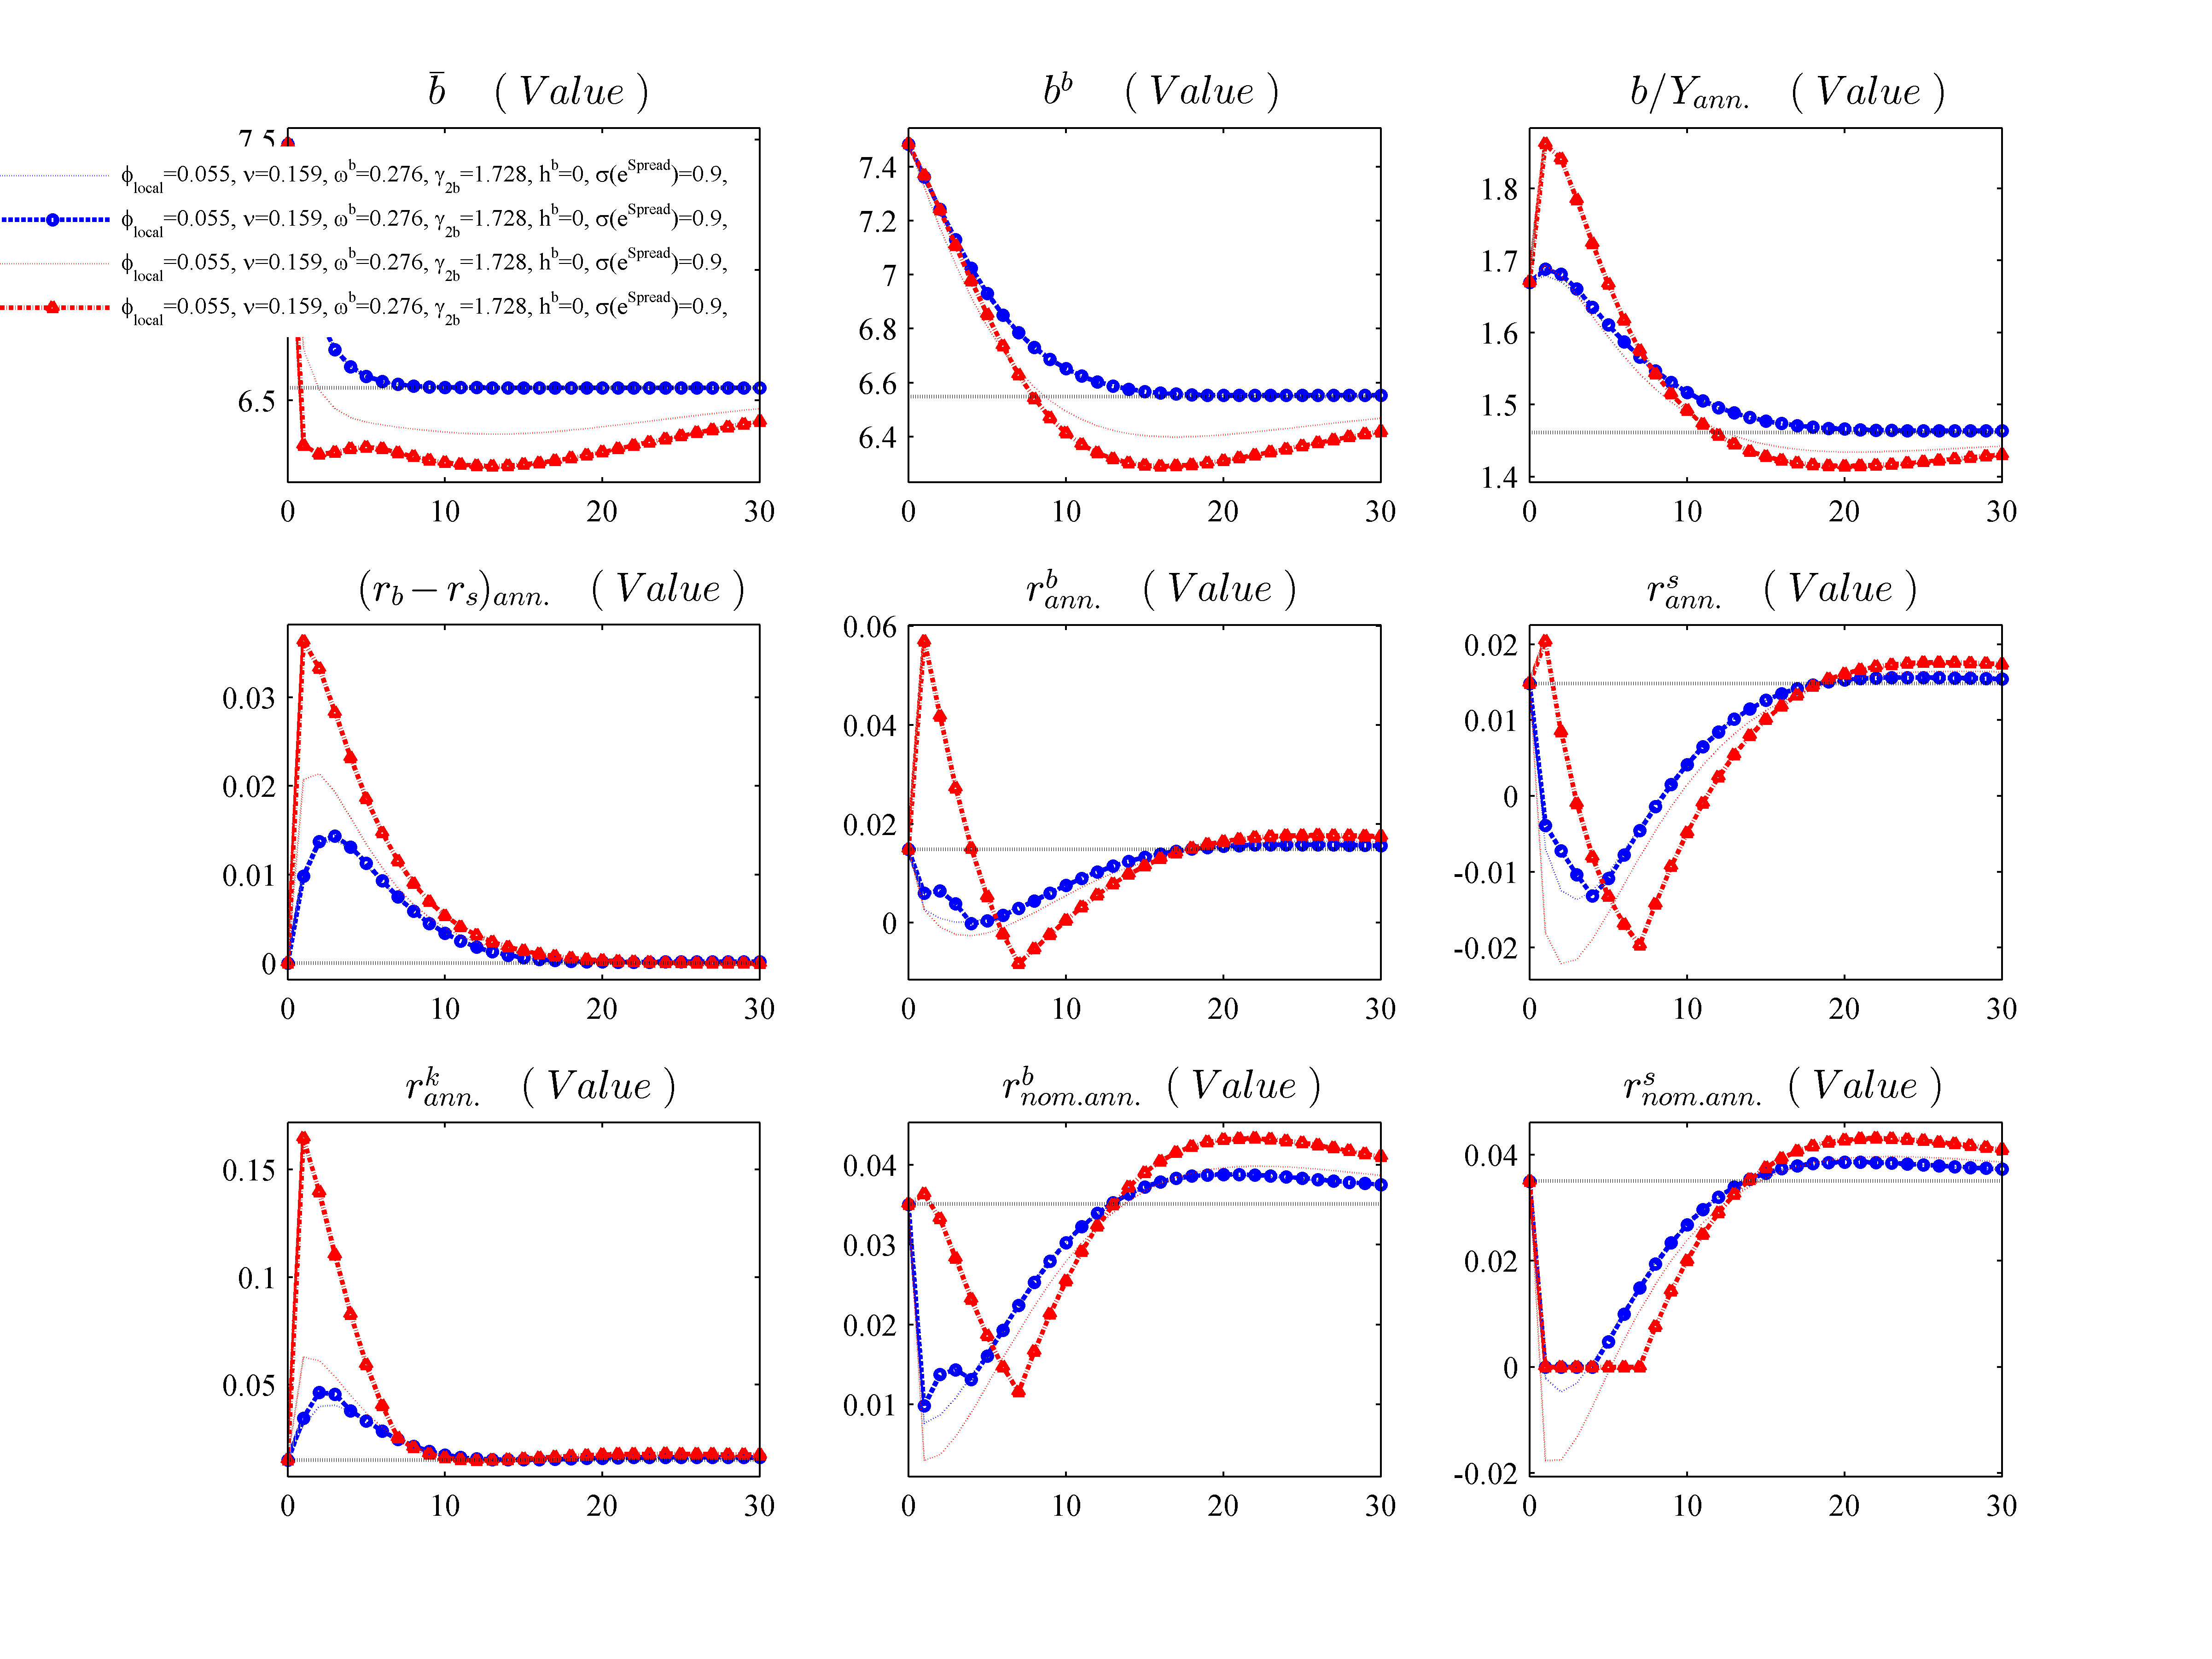 b̄ ( Value )
b^b ( Value )
b/Y_ann. ( Value )
7.5
6.5
0 10 20 30
ϕ_local=0.055, ν=0.159, ω^b=0.276, γ_2b=1.728, h^b=0, σ(e^Spread)=0.9,
ϕ_local=0.055, ν=0.159, ω^b=0.276, γ_2b=1.728, h^b=0, σ(e^Spread)=0.9,
ϕ_local=0.055, ν=0.159, ω^b=0.276, γ_2b=1.728, h^b=0, σ(e^Spread)=0.9,
ϕ_local=0.055, ν=0.159, ω^b=0.276, γ_2b=1.728, h^b=0, σ(e^Spread)=0.9,
7.4
7.2
7
6.8
6.6
6.4
0 10 20 30
1.8
1.7
1.6
1.5
1.4
0 10 20 30
(r_b − r_s)_ann. ( Value )
r^b_ann. ( Value )
r^s_ann. ( Value )
0.03
0.02
0.01
0
0 10 20 30
0.06
0.04
0.02
0
0 10 20 30
0.02
0.01
0
-0.01
-0.02
0 10 20 30
r^k_ann. ( Value )
r^b_nom.ann. ( Value )
r^s_nom.ann. ( Value )
0.15
0.1
0.05
0 10 20 30
0.04
0.03
0.02
0.01
0 10 20 30
0.04
0.02
0
-0.02
0 10 20 30